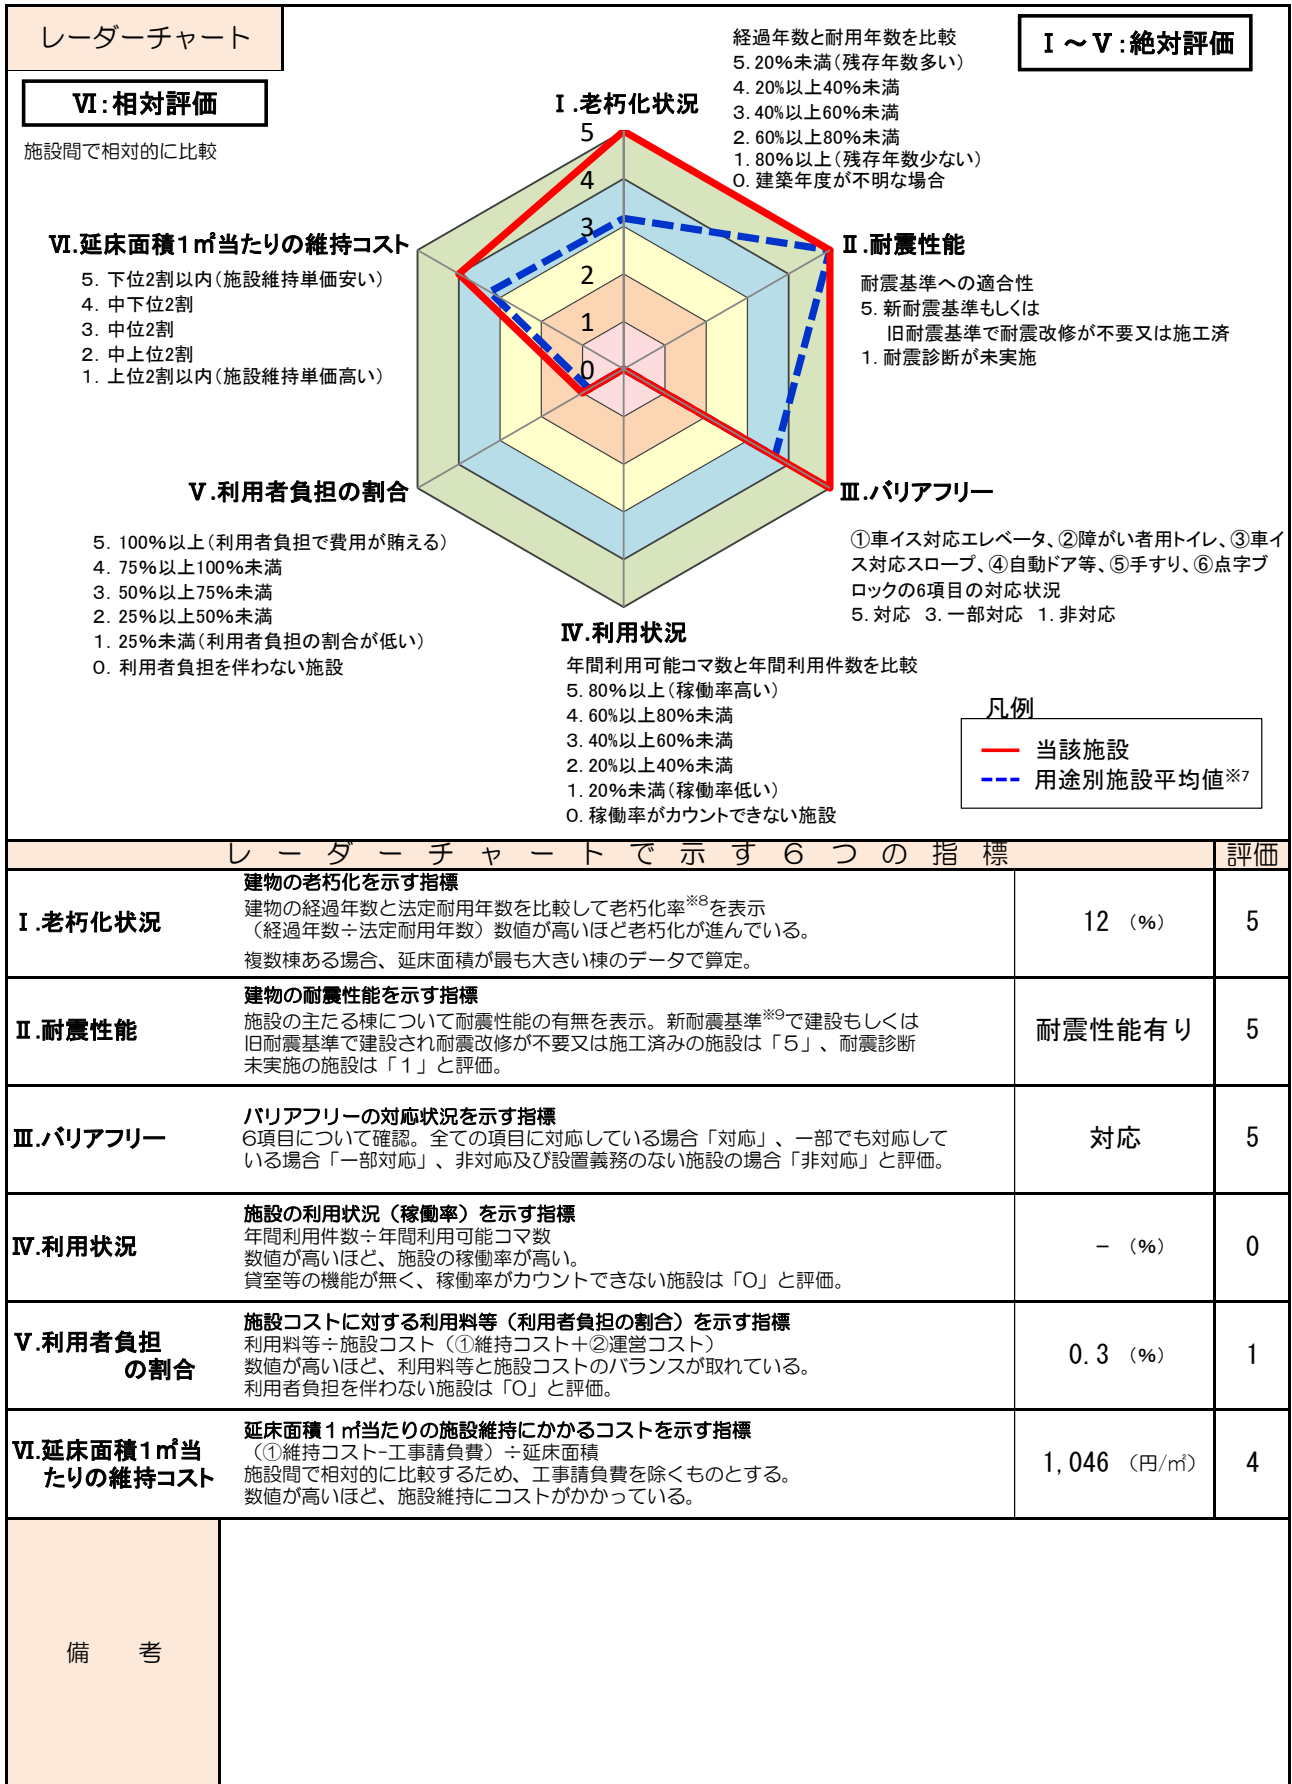 レーダーチャート
Ⅵ:相対評価
施設間で相対的に比較
Ⅰ～Ⅴ:絶対評価
経過年数と耐用年数を比較
5.20%未満(残存年数多い)
4.20%以上40%未満
3.40%以上60%未満
2.60%以上80%未満
1.80%以上(残存年数少ない)
0.建築年度が不明な場合
Ⅰ.老朽化状況
5
4
3
2
1
0
Ⅱ.耐震性能
耐震基準への適合性
5.新耐震基準もしくは
旧耐震基準で耐震改修が不要又は施工済
1.耐震診断が未実施
Ⅵ.延床面積1㎡当たりの維持コスト
5.下位2割以内(施設維持単価安い)
4.中下位2割
3.中位2割
2.中上位2割
1.上位2割以内(施設維持単価高い)
Ⅲ.バリアフリー
①車イス対応エレベータ、②障がい者用トイレ、③車イ
ス対応スロープ、④自動ドア等、⑤手すり、⑥点字ブ
ロックの6項目の対応状況
5.対応 3.一部対応 1.非対応
Ⅴ.利用者負担の割合
5.100%以上(利用者負担で費用が賄える)
4.75%以上100%未満
3.50%以上75%未満
2.25%以上50%未満
1.25%未満(利用者負担の割合が低い)
0.利用者負担を伴わない施設
Ⅳ.利用状況
年間利用可能コマ数と年間利用件数を比較
5.80%以上(稼働率高い)
4.60%以上80%未満
3.40%以上60%未満
2.20%以上40%未満
1.20%未満(稼働率低い)
0.稼働率がカウントできない施設
凡例
当該施設
用途別施設平均値※7
レーダーチャートで示す6つの指標 評価
Ⅰ.老朽化状況
建物の老朽化を示す指標
建物の経過年数と法定耐用年数を比較して老朽化率※8を表示
(経過年数÷法定耐用年数)数値が高いほど老朽化が進んでいる。
複数棟ある場合、延床面積が最も大きい棟のデータで算定。
12 (%)
5
Ⅱ.耐震性能
建物の耐震性能を示す指標
施設の主たる棟について耐震性能の有無を表示。新耐震基準※9で建設もしくは
旧耐震基準で建設され耐震改修が不要又は施工済みの施設は「5」、耐震診断
未実施の施設は「1」と評価。
耐震性能有り
5
Ⅲ.バリアフリー
バリアフリーの対応状況を示す指標
6項目について確認。全ての項目に対応している場合「対応」、一部でも対応して
いる場合「一部対応」、非対応及び設置義務のない施設の場合「非対応」と評価。
対応
5
Ⅳ.利用状況
施設の利用状況(稼働率)を示す指標
年間利用件数÷年間利用可能コマ数
数値が高いほど、施設の稼働率が高い。
貸室等の機能が無く、稼働率がカウントできない施設は「0」と評価。
- (%)
0
Ⅴ.利用者負担
の割合
施設コストに対する利用料等(利用者負担の割合)を示す指標
利用料等÷施設コスト(①維持コスト+②運営コスト)
数値が高いほど、利用料等と施設コストのバランスが取れている。
利用者負担を伴わない施設は「0」と評価。
0.3 (%)
1
Ⅵ.延床面積1㎡当
たりの維持コスト
延床面積1㎡当たりの施設維持にかかるコストを示す指標
(①維持コスト-工事請負費)÷延床面積
施設間で相対的に比較するため、工事請負費を除くものとする。
数値が高いほど、施設維持にコストがかかっている。
1,046 (円/㎡)
4
備 考